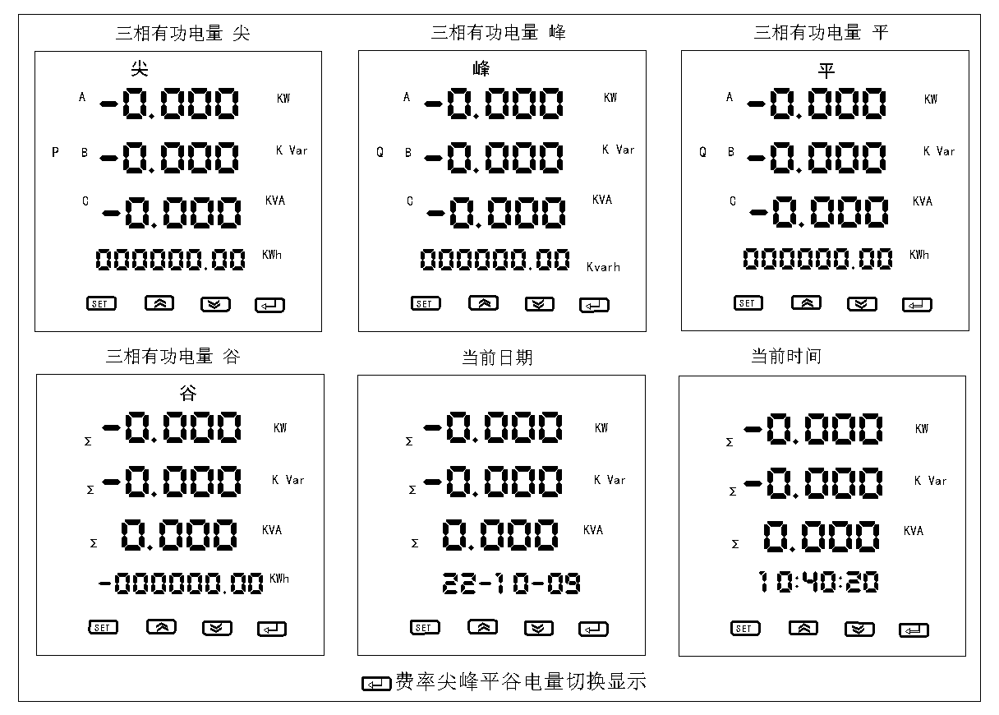 三相有功电量 尖
三相有功电量 峰
三相有功电量 平
尖
A -0.000 KW
P B -0.000 K Var
C -0.000 KVA
000000.00 KWh
SET
峰
A -0.000 KW
Q B -0.000 K Var
C -0.000 KVA
000000.00 Kvarh
SET
平
A -0.000 KW
Q B -0.000 K Var
C -0.000 KVA
000000.00 KWh
SET
三相有功电量 谷
当前日期
当前时间
谷
Σ -0.000 KW
Σ -0.000 K Var
Σ 0.000 KVA
-000000.00 KWh
SET
Σ -0.000 KW
Σ -0.000 K Var
Σ 0.000 KVA
22-10-09
SET
Σ -0.000 KW
Σ -0.000 K Var
Σ 0.000 KVA
10:40:20
SET
费率尖峰平谷电量切换显示